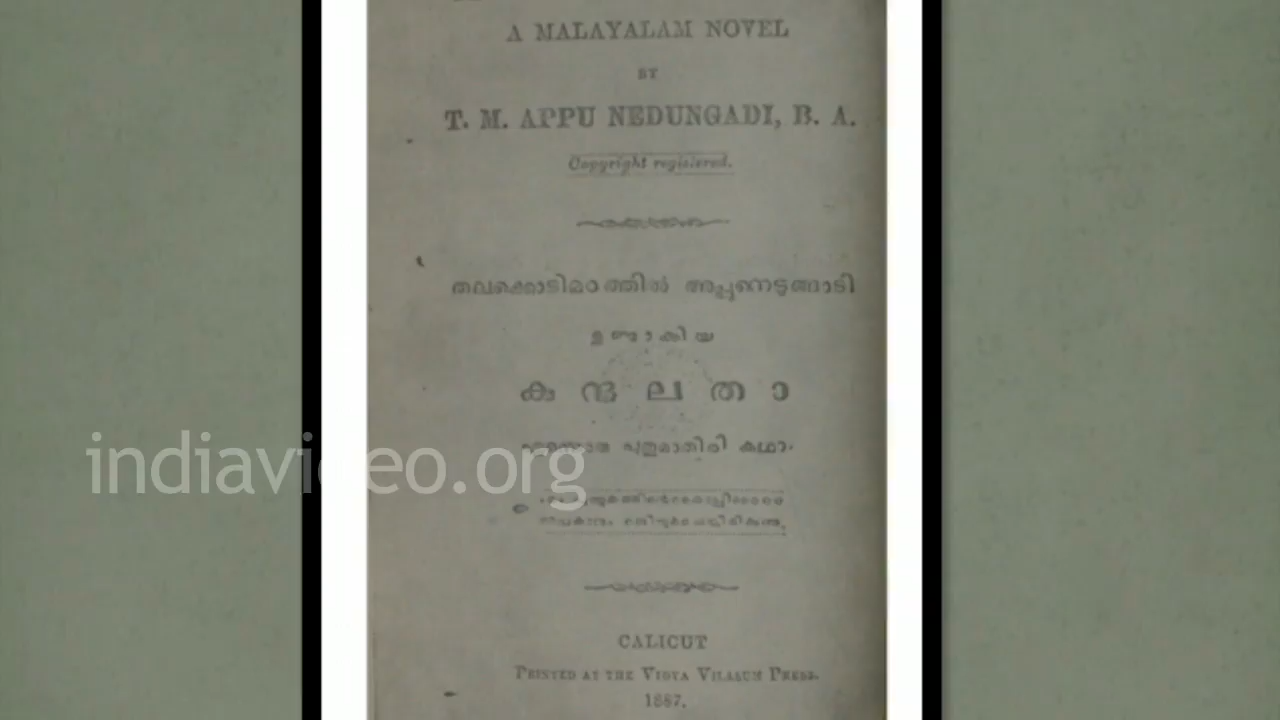 A MALAYALAM NOVEL
BY
T. M. APPU NEDUNGADI, B. A.
Copyright registered.
തലക്കൊടിമഠത്തിൽ അപ്പുനെടുങ്ങാടി
ഉണ്ടാക്കിയ
കുന്ദലതാ
പുതുമാതിരി കഥാ.
CALICUT
PRINTED AT THE VIDYA VILASUM PRESS.
1887.
indiavideo.org